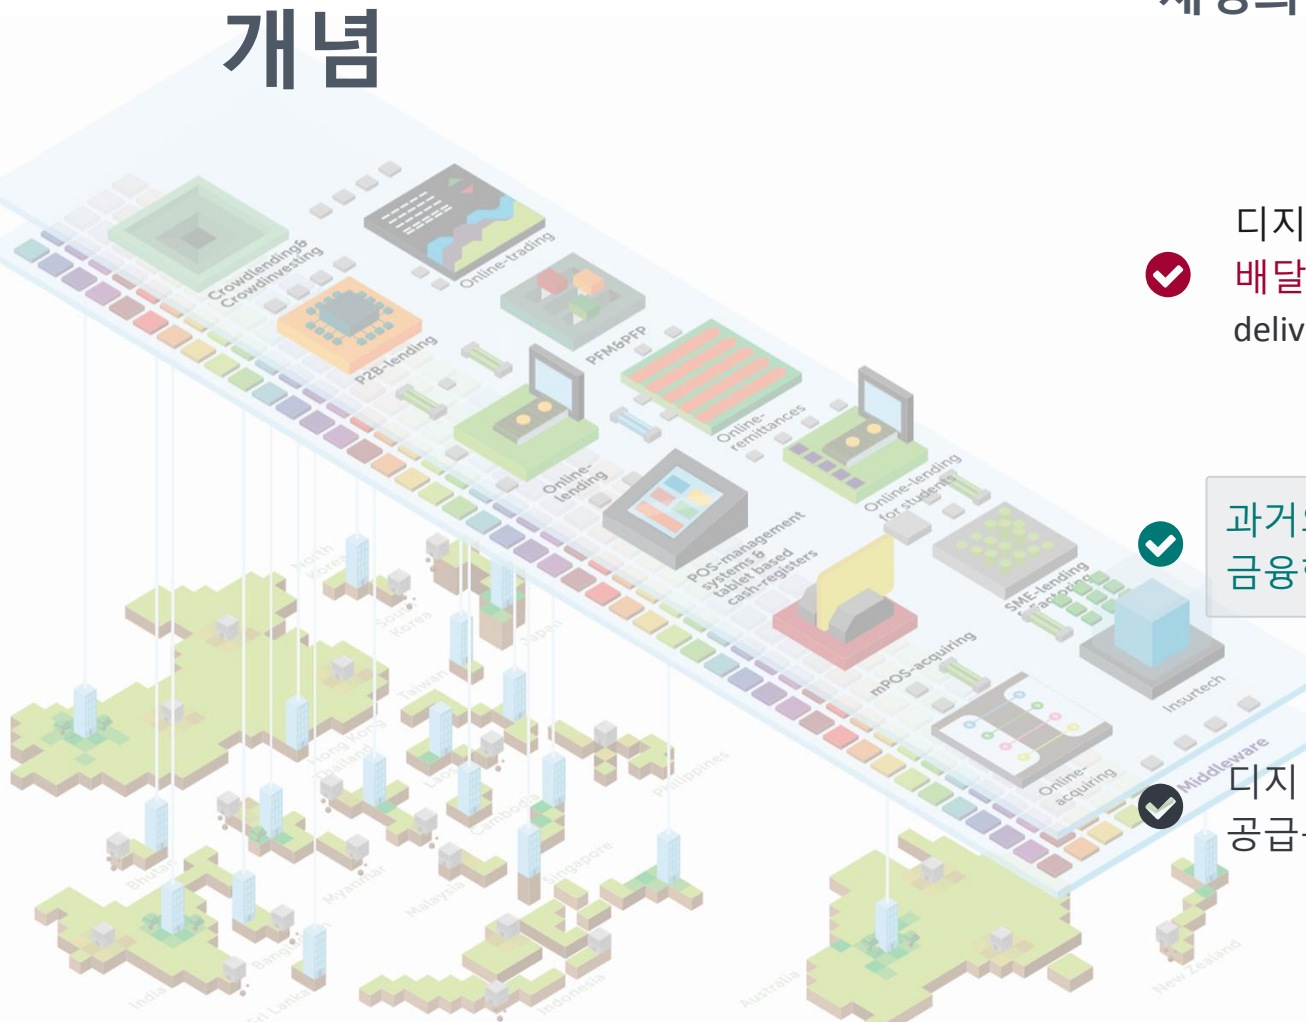 개념
디지
배달
deliv
과거
금융
디지
공급
Crowdlending&
Crowdinvesting
Online-trading
P2B-lending
PFM&PFP
Online-
lending
Online-
remittances
POS-management
systems &
tablet based
cash-registers
Online-lending
for students
SME-lending
& Factoring
mPOS-acquiring
Insurtech
Online-
acquiring
Middleware
North
Korea
South
Korea
Japan
Taiwan
Hong Kong
Thailand
Laos
Cambodia
Philippines
Bhutan
Myanmar
Malaysia
Singapore
India
Sri Lanka
Indonesia
Australia
New Zealand